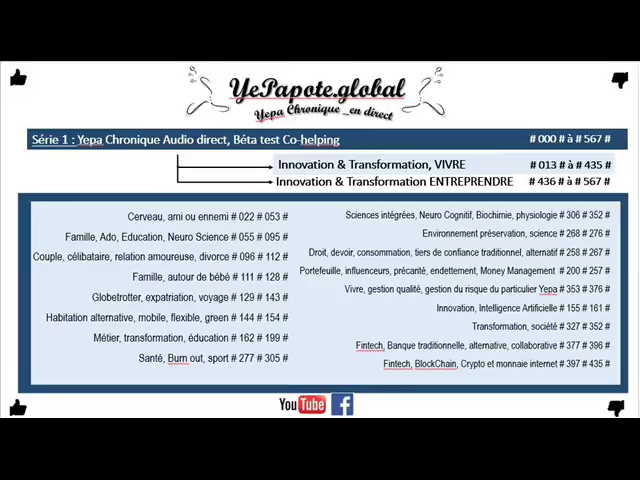 YePapote.global
Yepa Chronique _en direct
Série 1 : Yepa Chronique Audio direct, Béta test Co-helping # 000 # à # 567 #
Innovation & Transformation, VIVRE # 013 # à # 435 #
Innovation & Transformation ENTREPRENDRE # 436 # à # 567 #
Cerveau, ami ou ennemi # 022 # 053 #
Famille, Ado, Education, Neuro Science # 055 # 095 #
Couple, célibataire, relation amoureuse, divorce # 096 # 112 #
Famille, autour de bébé # 111 # 128 #
Globetrotter, expatriation, voyage # 129 # 143 #
Habitation alternative, mobile, flexible, green # 144 # 154 #
Métier, transformation, éducation # 162 # 199 #
Santé, Burn out, sport # 277 # 305 #
Sciences intégrées, Neuro Cognitif, Biochimie, physiologie # 306 # 352 #
Environnement préservation, science # 268 # 276 #
Droit, devoir, consommation, tiers de confiance traditionnel, alternatif # 258 # 267 #
Portefeuille, influenceurs, précarité, endettement, Money Management # 200 # 257 #
Vivre, gestion qualité, gestion du risque du particulier Yepa # 353 # 376 #
Innovation, Intelligence Artificielle # 155 # 161 #
Transformation, société # 327 # 352 #
Fintech, Banque traditionnelle, alternative, collaborative # 377 # 396 #
Fintech, BlockChain, Crypto et monnaie internet # 397 # 435 #
YouTube f